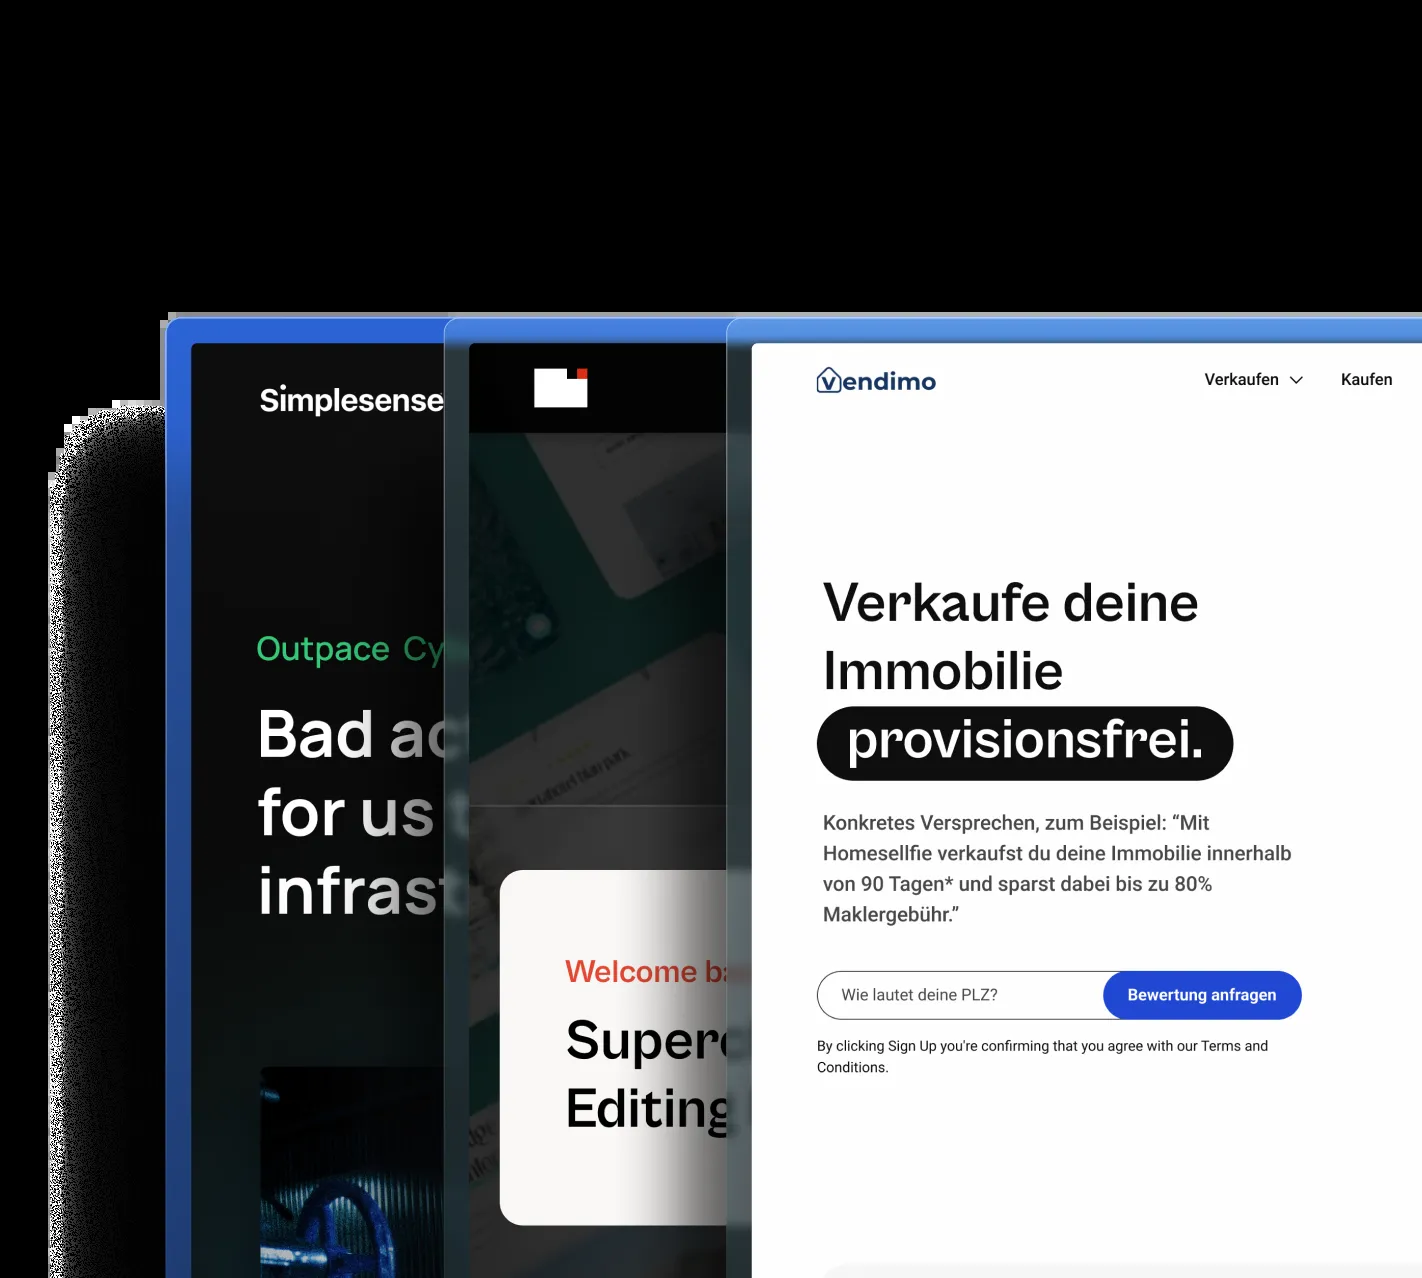 Simplesense
Outpace Cy
Bad ac
for us
infrast
Welcome ba
Superc
Editing
vendimo
Verkaufen
Kaufen
Verkaufe deine
Immobilie
provisionsfrei.
Konkretes Versprechen, zum Beispiel: “Mit
Homesellfie verkaufst du deine Immobilie innerhalb
von 90 Tagen* und sparst dabei bis zu 80%
Maklergebühr.”
Wie lautet deine PLZ?
Bewertung anfragen
By clicking Sign Up you're confirming that you agree with our Terms and
Conditions.